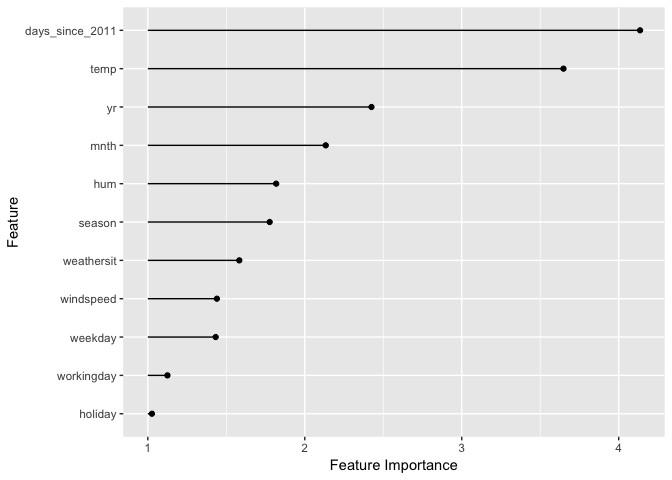 days_since_2011
temp
yr
mnth
hum
season
weathersit
windspeed
weekday
workingday
holiday
Feature
1 2 3 4
Feature Importance